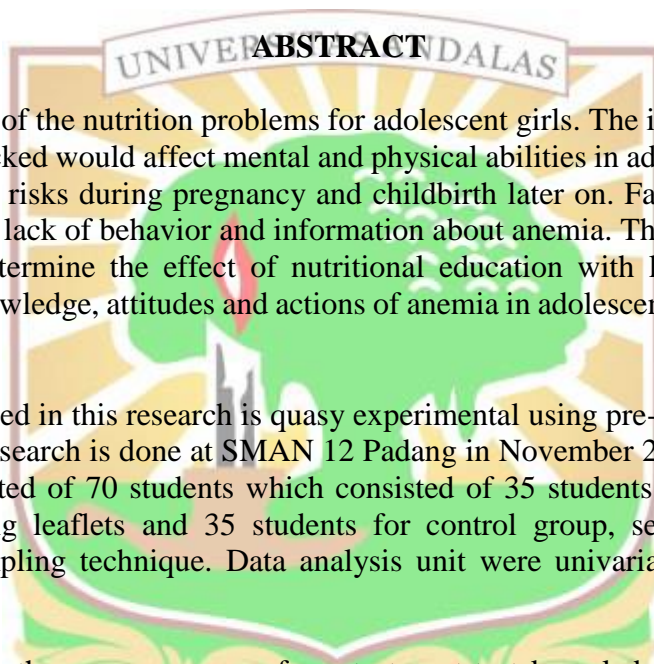 UNIVERSITAS ANDALAS
ABSTRACT
of the nutrition problems for adolescent girls. The i
cked would affect mental and physical abilities in ad
risks during pregnancy and childbirth later on. Fa
lack of behavior and information about anemia. Th
termine the effect of nutritional education with l
wledge, attitudes and actions of anemia in adolescen
ed in this research is quasy experimental using pre-
search is done at SMAN 12 Padang in November 2
ted of 70 students which consisted of 35 students
g leaflets and 35 students for control group, se
pling technique. Data analysis unit were univaria